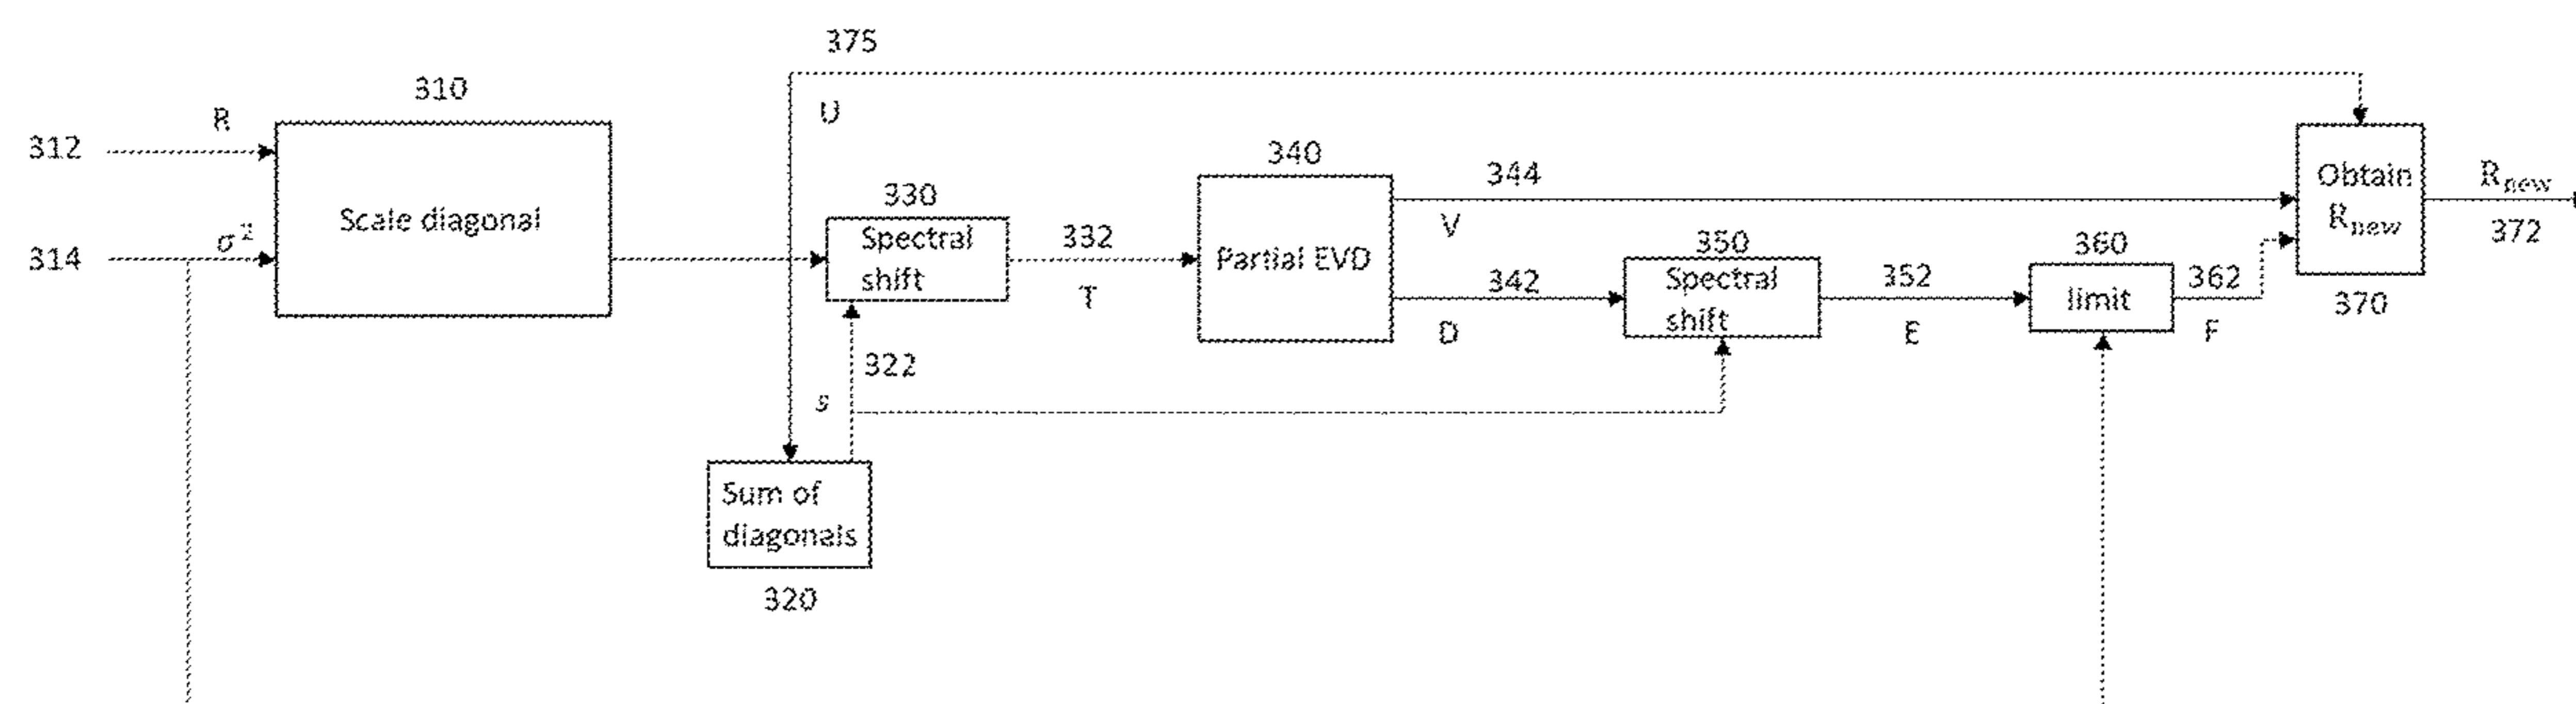 375
310
R
U
312
340
Obtain
R_new
R_new
344
330
Scale diagonal
Spectral
shift
σ²
332
V
372
314
Partial EVD
350
Spectral
shift
360
352
362
limit
342
370
T
D
E
F
322
s
Sum of
diagonals
320